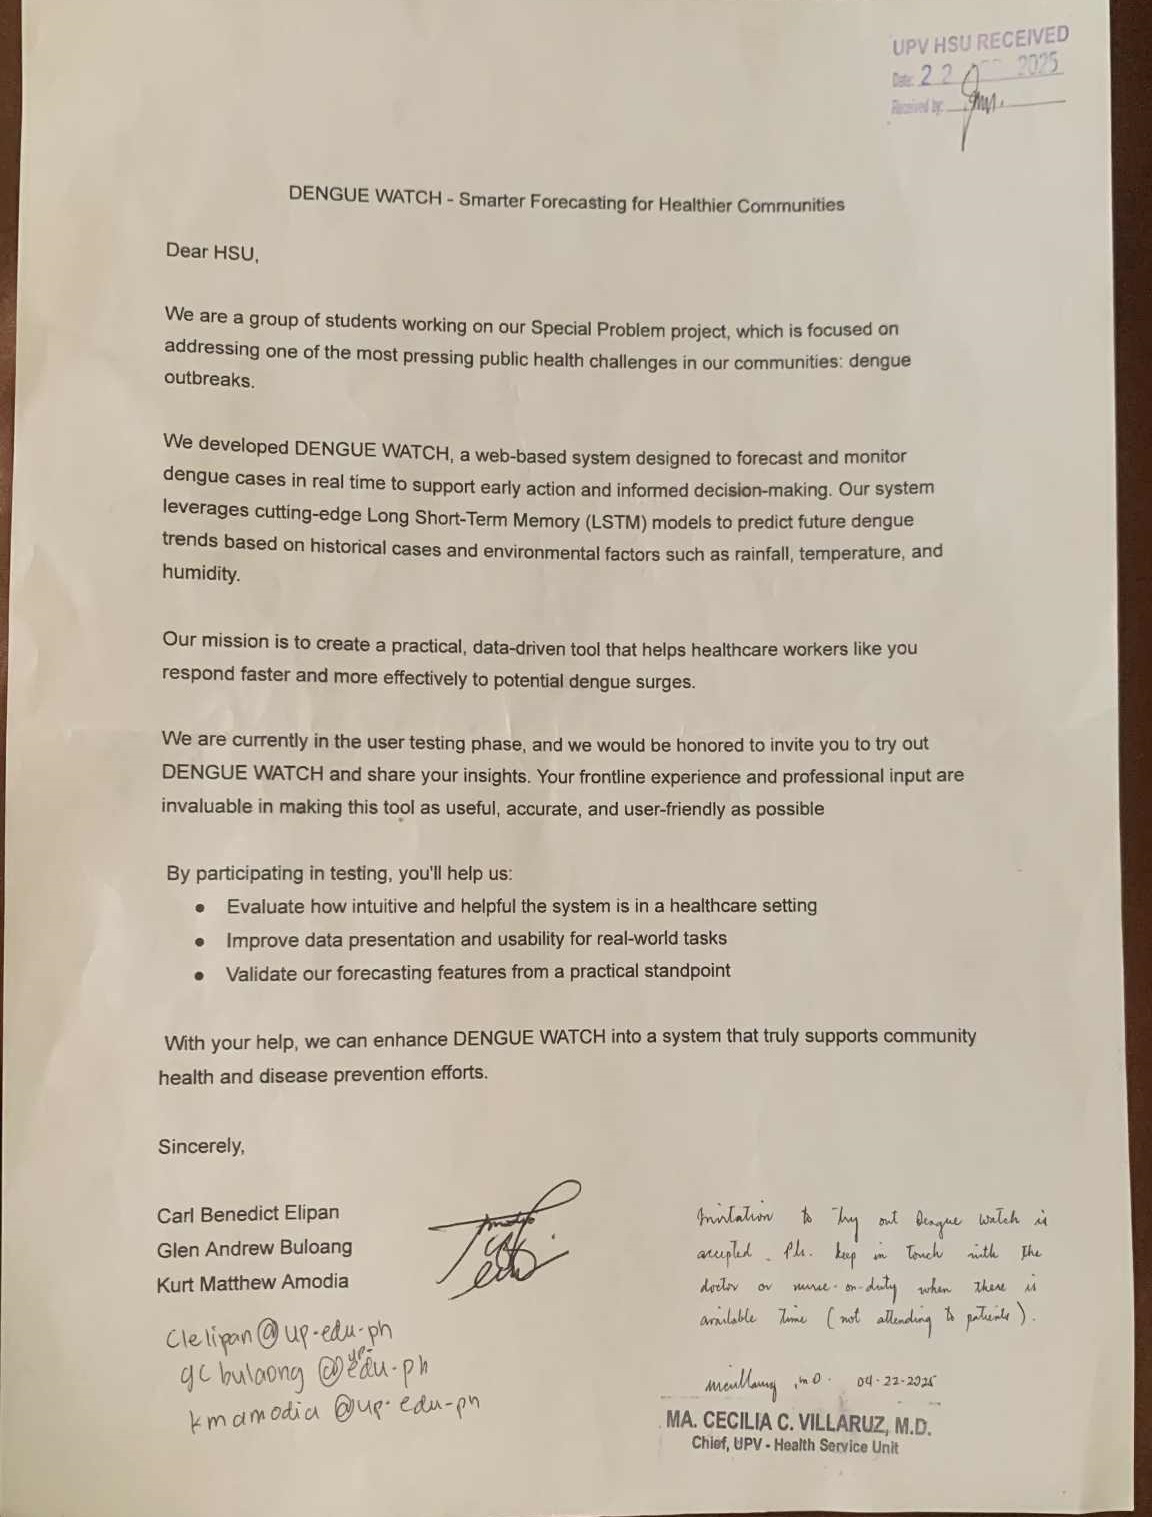 UPV HSU RECEIVED
Date: 22 2025
Received by:
DENGUE WATCH - Smarter Forecasting for Healthier Communities
Dear HSU,
We are a group of students working on our Special Problem project, which is focused on
addressing one of the most pressing public health challenges in our communities: dengue
outbreaks.
We developed DENGUE WATCH, a web-based system designed to forecast and monitor
dengue cases in real time to support early action and informed decision-making. Our system
leverages cutting-edge Long Short-Term Memory (LSTM) models to predict future dengue
trends based on historical cases and environmental factors such as rainfall, temperature, and
humidity.
Our mission is to create a practical, data-driven tool that helps healthcare workers like you
respond faster and more effectively to potential dengue surges.
We are currently in the user testing phase, and we would be honored to invite you to try out
DENGUE WATCH and share your insights. Your frontline experience and professional input are
invaluable in making this tool as useful, accurate, and user-friendly as possible
By participating in testing, you'll help us:
● Evaluate how intuitive and helpful the system is in a healthcare setting
● Improve data presentation and usability for real-world tasks
● Validate our forecasting features from a practical standpoint
With your help, we can enhance DENGUE WATCH into a system that truly supports community
health and disease prevention efforts.
Sincerely,
Carl Benedict Elipan
Glen Andrew Buloang
Kurt Matthew Amodia
clelipan@up.edu.ph
gcbulaong@up.edu.ph
kmamodia@up.edu.ph
Invitation to Try out Dengue Watch is
accepted. Pls. keep in touch with the
doctor or nurse-on-duty when there is
available time (not attending to patients).
, M.D. 04-22-2025
MA. CECILIA C. VILLARUZ, M.D.
Chief, UPV - Health Service Unit